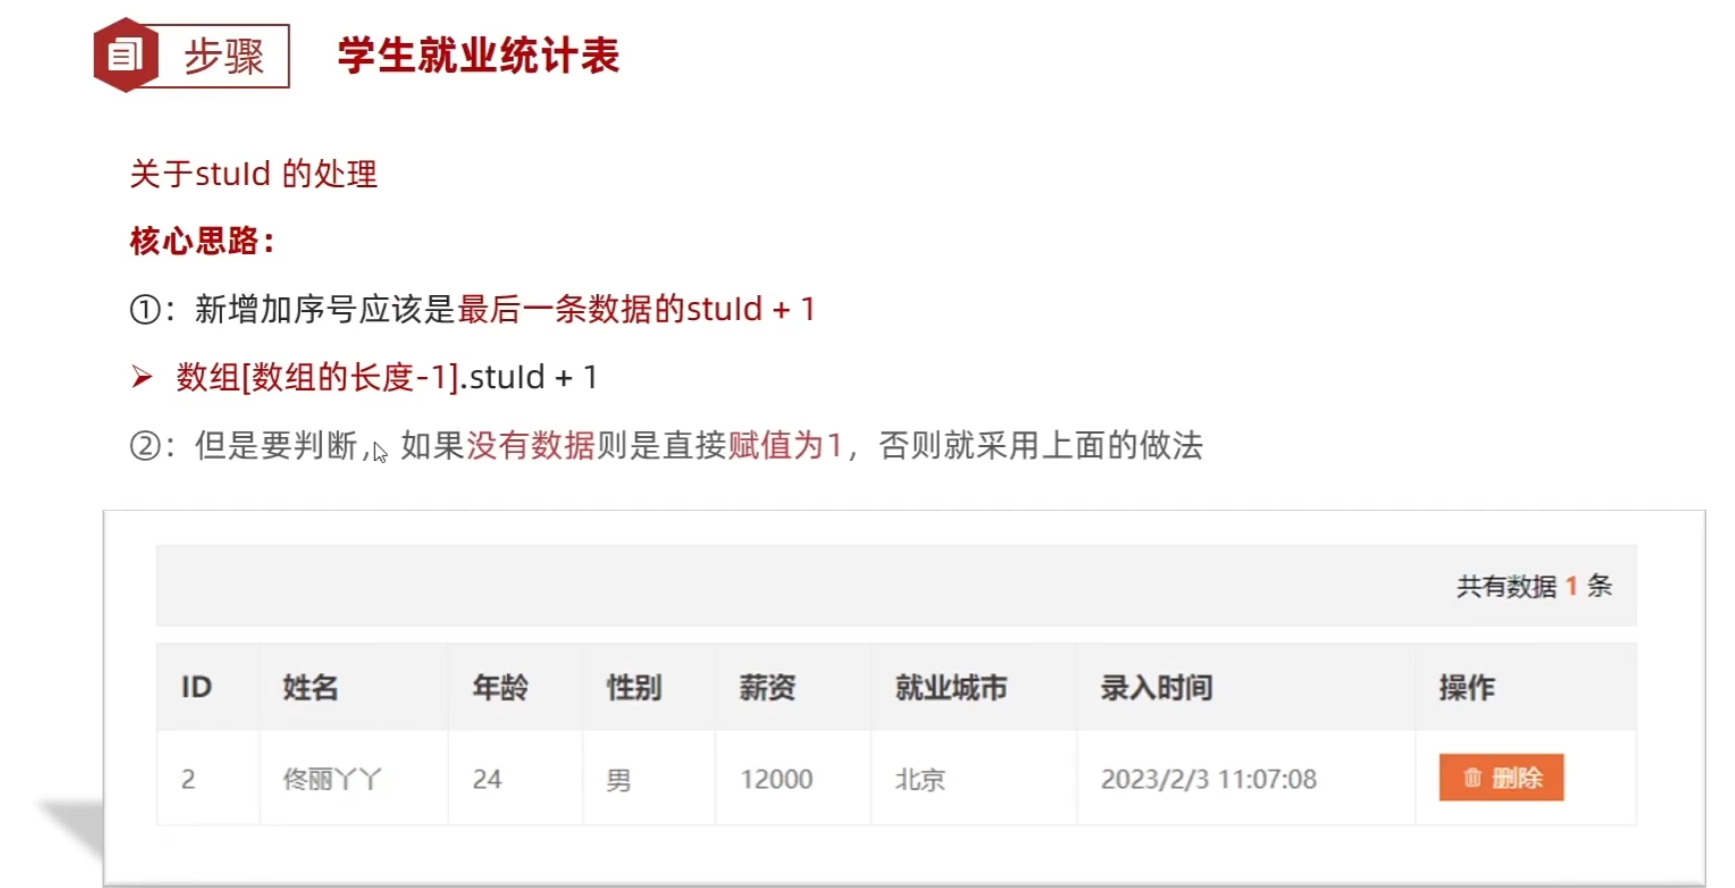 步骤 学生就业统计表
关于stuId 的处理
核心思路：
①：新增加序号应该是最后一条数据的stuId + 1
➢ 数组[数组的长度-1].stuId + 1
②：但是要判断，如果没有数据则是直接赋值为1，否则就采用上面的做法
共有数据 1 条
ID 姓名 年龄 性别 薪资 就业城市 录入时间 操作
2 佟丽丫丫 24 男 12000 北京 2023/2/3 11:07:08 删除